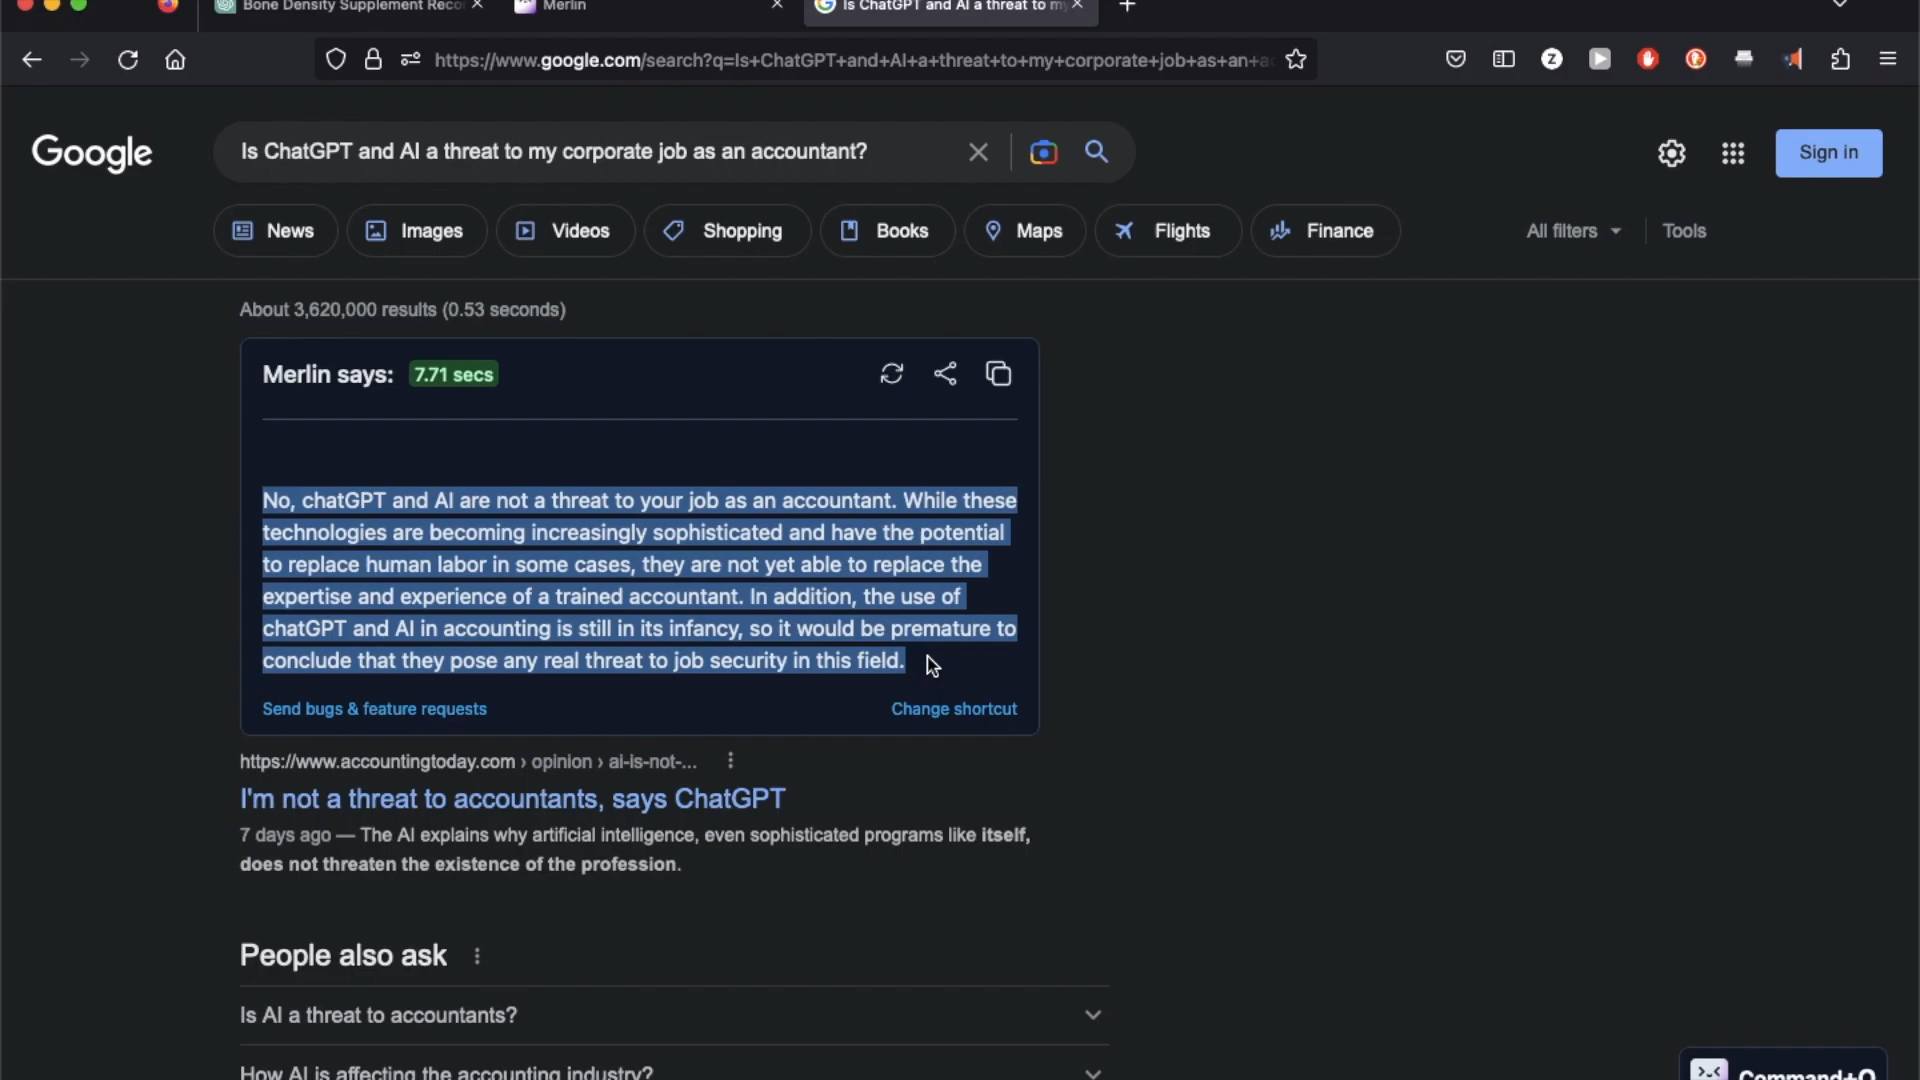 Bone Density Supplement Reco
Merlin
Is ChatGPT and AI a threat to my
https://www.google.com/search?q=Is+ChatGPT+and+AI+a+threat+to+my+corporate+job+as+an+a
Google
Is ChatGPT and AI a threat to my corporate job as an accountant?
Sign in
News
Images
Videos
Shopping
Books
Maps
Flights
Finance
All filters
Tools
About 3,620,000 results (0.53 seconds)
Merlin says: 7.71 secs
No, chatGPT and AI are not a threat to your job as an accountant. While these
technologies are becoming increasingly sophisticated and have the potential
to replace human labor in some cases, they are not yet able to replace the
expertise and experience of a trained accountant. In addition, the use of
chatGPT and AI in accounting is still in its infancy, so it would be premature to
conclude that they pose any real threat to job security in this field.
Send bugs & feature requests
Change shortcut
https://www.accountingtoday.com › opinion › ai-is-not-...
I'm not a threat to accountants, says ChatGPT
7 days ago — The AI explains why artificial intelligence, even sophisticated programs like itself,
does not threaten the existence of the profession.
People also ask
Is AI a threat to accountants?
How AI is affecting the accounting industry?
Command+Q